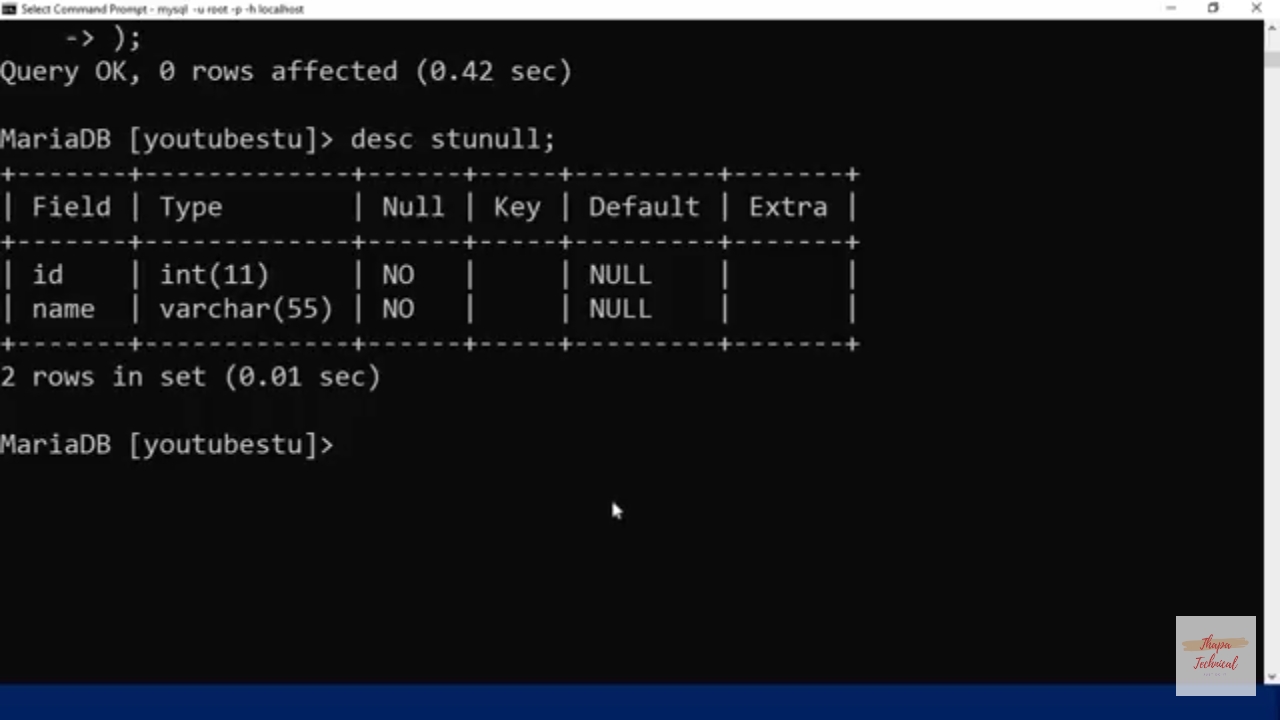 Select Command Prompt - mysql -u root -p -h localhost
    -> );
Query OK, 0 rows affected (0.42 sec)
MariaDB [youtubestu]> desc stunull;
+-------+-------------+------+-----+---------+-------+
| Field | Type        | Null | Key | Default | Extra |
+-------+-------------+------+-----+---------+-------+
| id    | int(11)     | NO   |     | NULL    |       |
| name  | varchar(55) | NO   |     | NULL    |       |
+-------+-------------+------+-----+---------+-------+
2 rows in set (0.01 sec)
MariaDB [youtubestu]>
Thapa
Technical